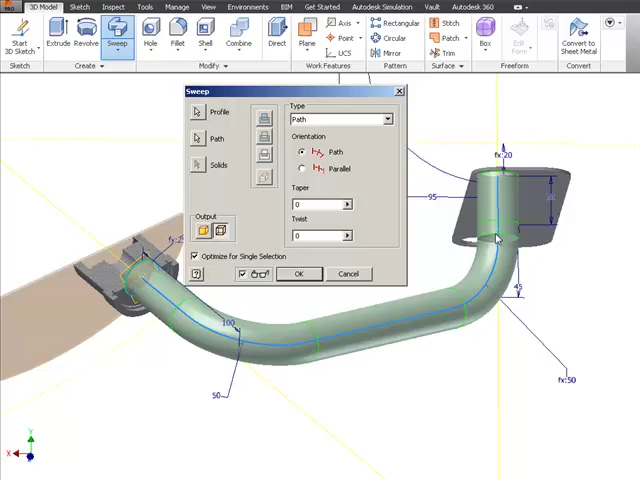 PRO
3D Model Sketch Inspect Tools Manage View Environments BIM Get Started Autodesk Simulation Vault Autodesk 360
Start
3D Sketch
Extrude Revolve Sweep
Hole Fillet Shell Combine
Direct
Plane
Axis
Point
UCS
Rectangular
Circular
Mirror
Stitch
Patch
Trim
Box
Edit
Form
Convert to
Sheet Metal
Sketch Create Modify Work Features Pattern Surface Freeform
Sweep
Profile
Path
Solids
Type
Path
Orientation
Path
Parallel
Taper
0
Twist
0
Output
Optimize for Single Selection
OK Cancel
fx:20
95
45
100
50
fx:50
Y
X